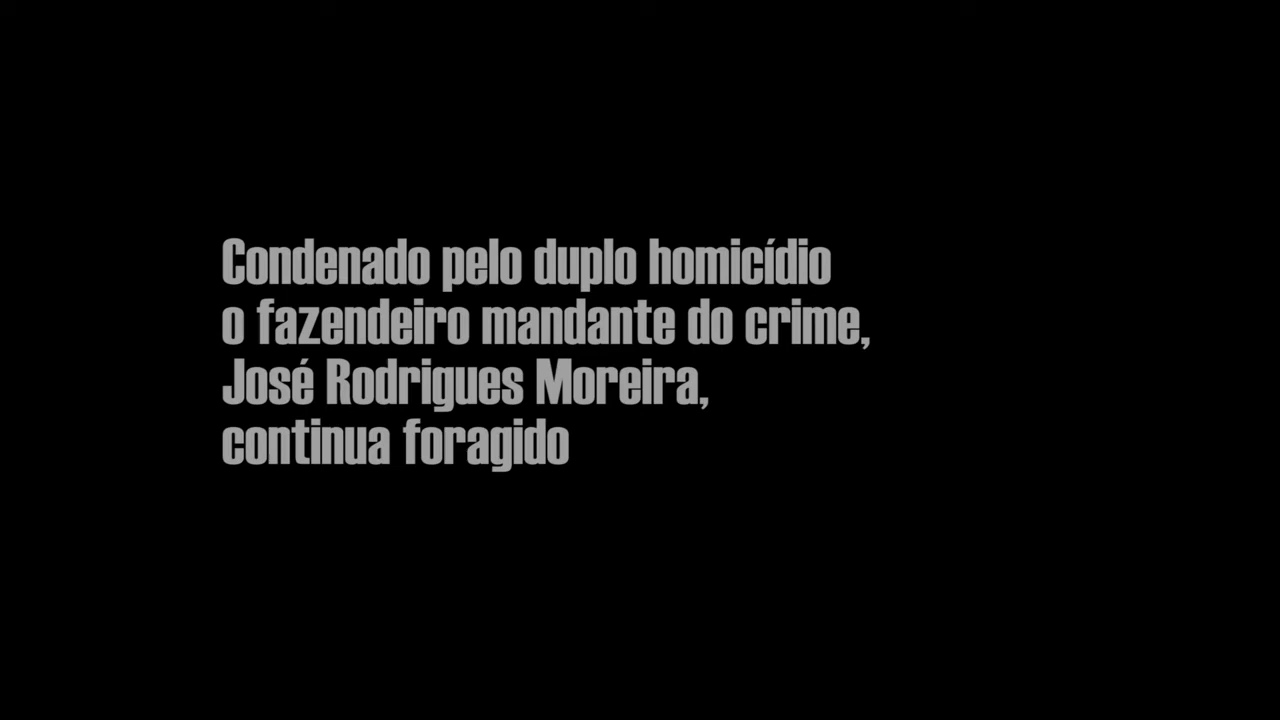 Condenado pelo duplo homicídio
o fazendeiro mandante do crime,
José Rodrigues Moreira,
continua foragido